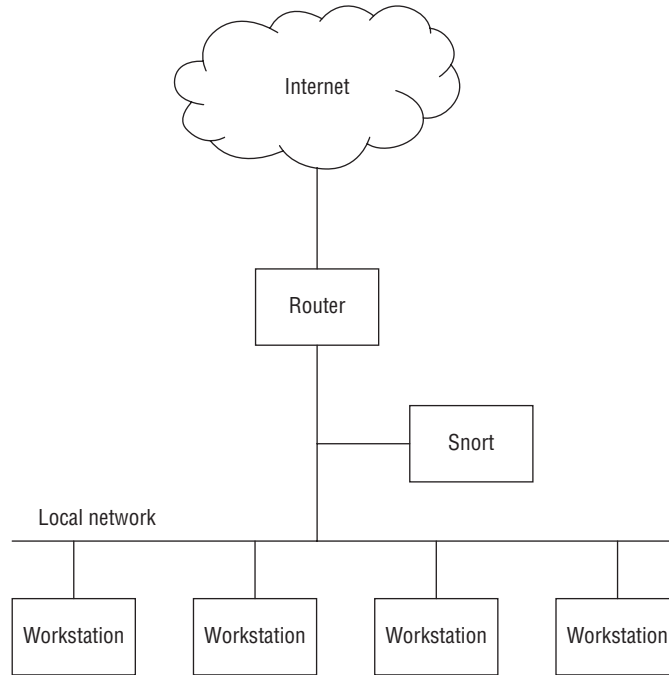 Internet
Router
Snort
Local network
Workstation
Workstation
Workstation
Workstation